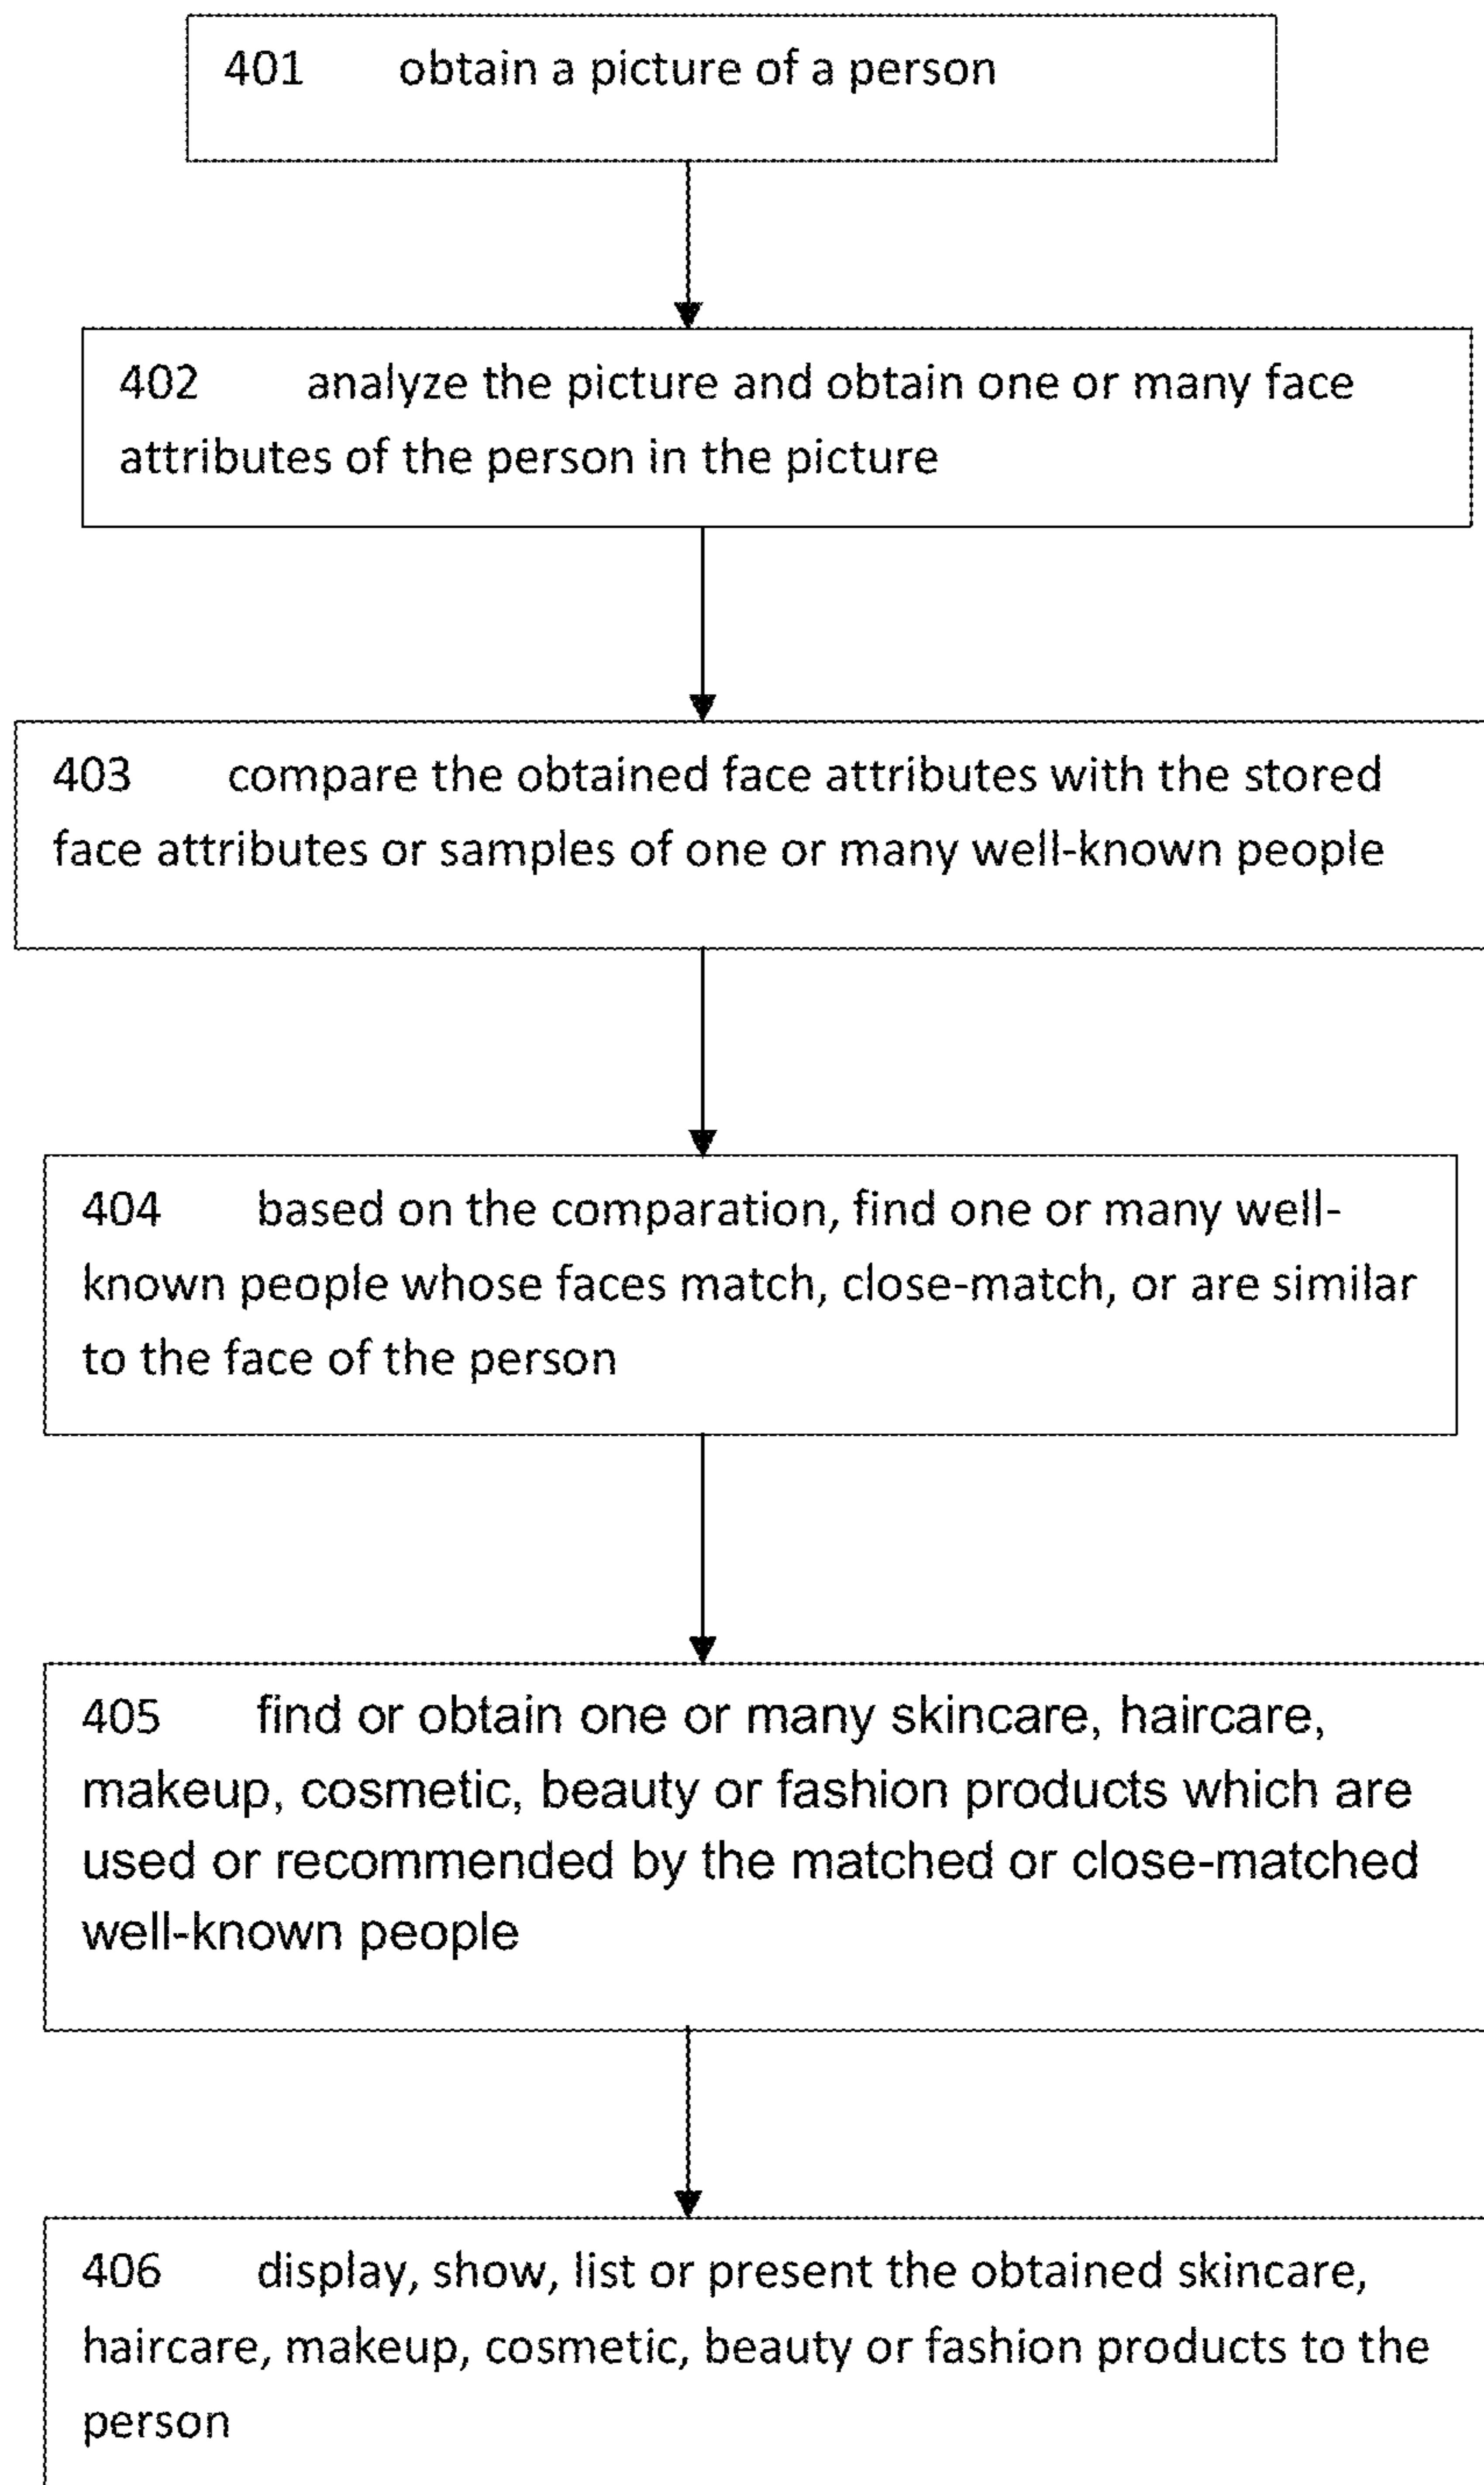 401 obtain a picture of a person
402 analyze the picture and obtain one or many face
attributes of the person in the picture
403 compare the obtained face attributes with the stored
face attributes or samples of one or many well-known people
404 based on the comparation, find one or many well-
known people whose faces match, close-match, or are similar
to the face of the person
405 find or obtain one or many skincare, haircare,
makeup, cosmetic, beauty or fashion products which are
used or recommended by the matched or close-matched
well-known people
406 display, show, list or present the obtained skincare,
haircare, makeup, cosmetic, beauty or fashion products to the
person